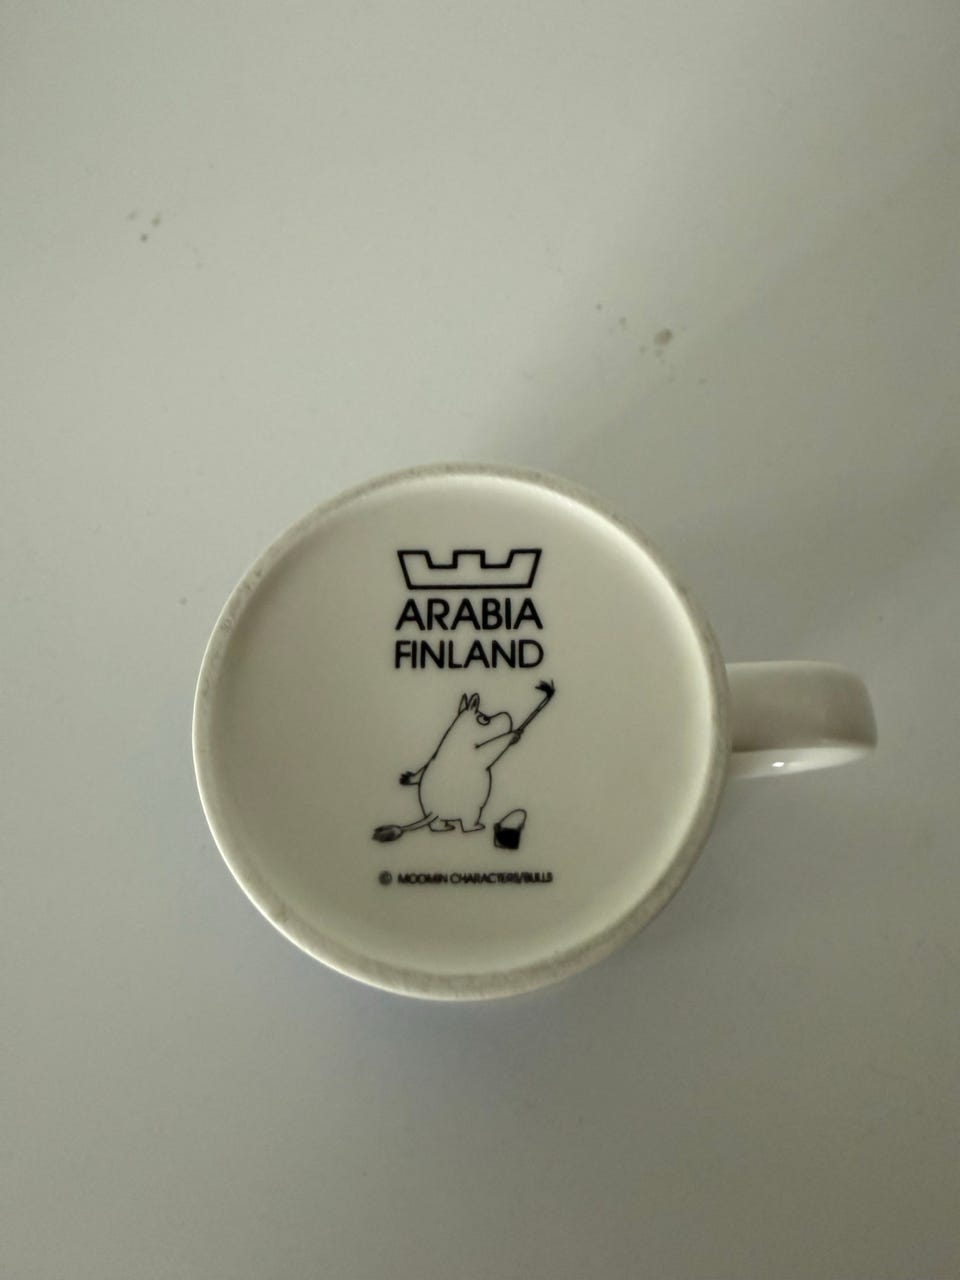 ARABIA
FINLAND
© MOOMIN CHARACTERS/BULLS